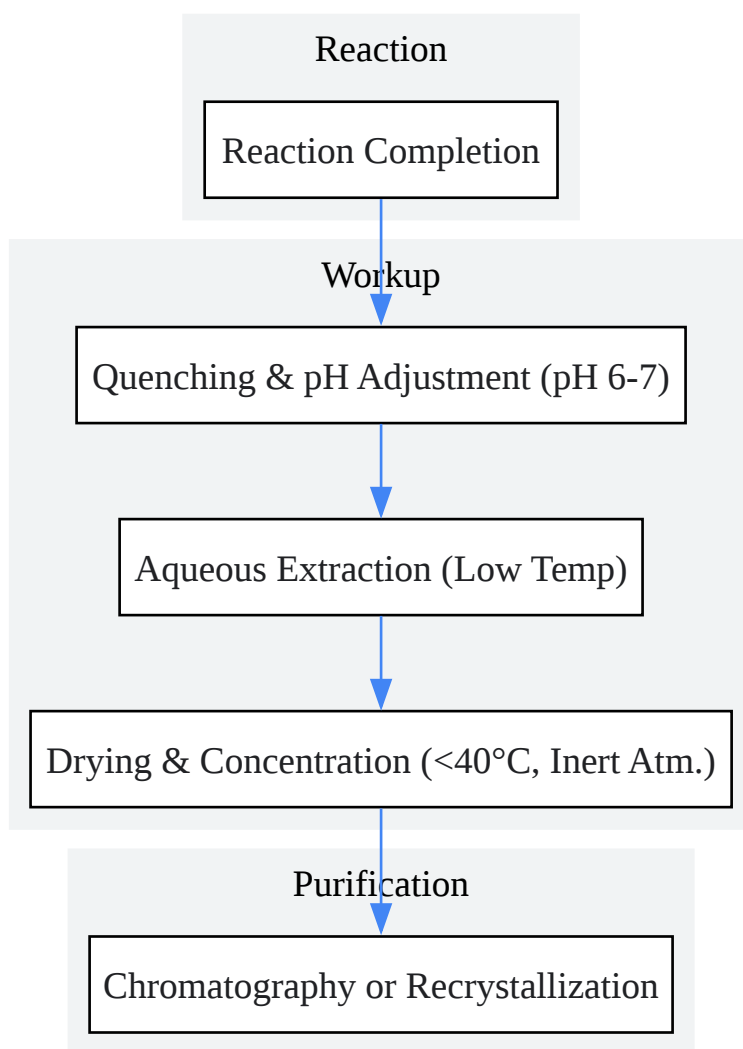 Reaction
Reaction Completion
Workup
Quenching & pH Adjustment (pH 6-7)
Aqueous Extraction (Low Temp)
Drying & Concentration (<40°C, Inert Atm.)
Purification
Chromatography or Recrystallization